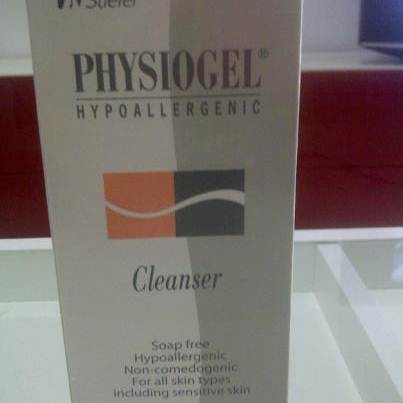 PHYSIOGEL®
HYPOALLERGENIC
Cleanser
Soap free
Hypoallergenic
Non-comedogenic
For all skin types
including sensitive skin